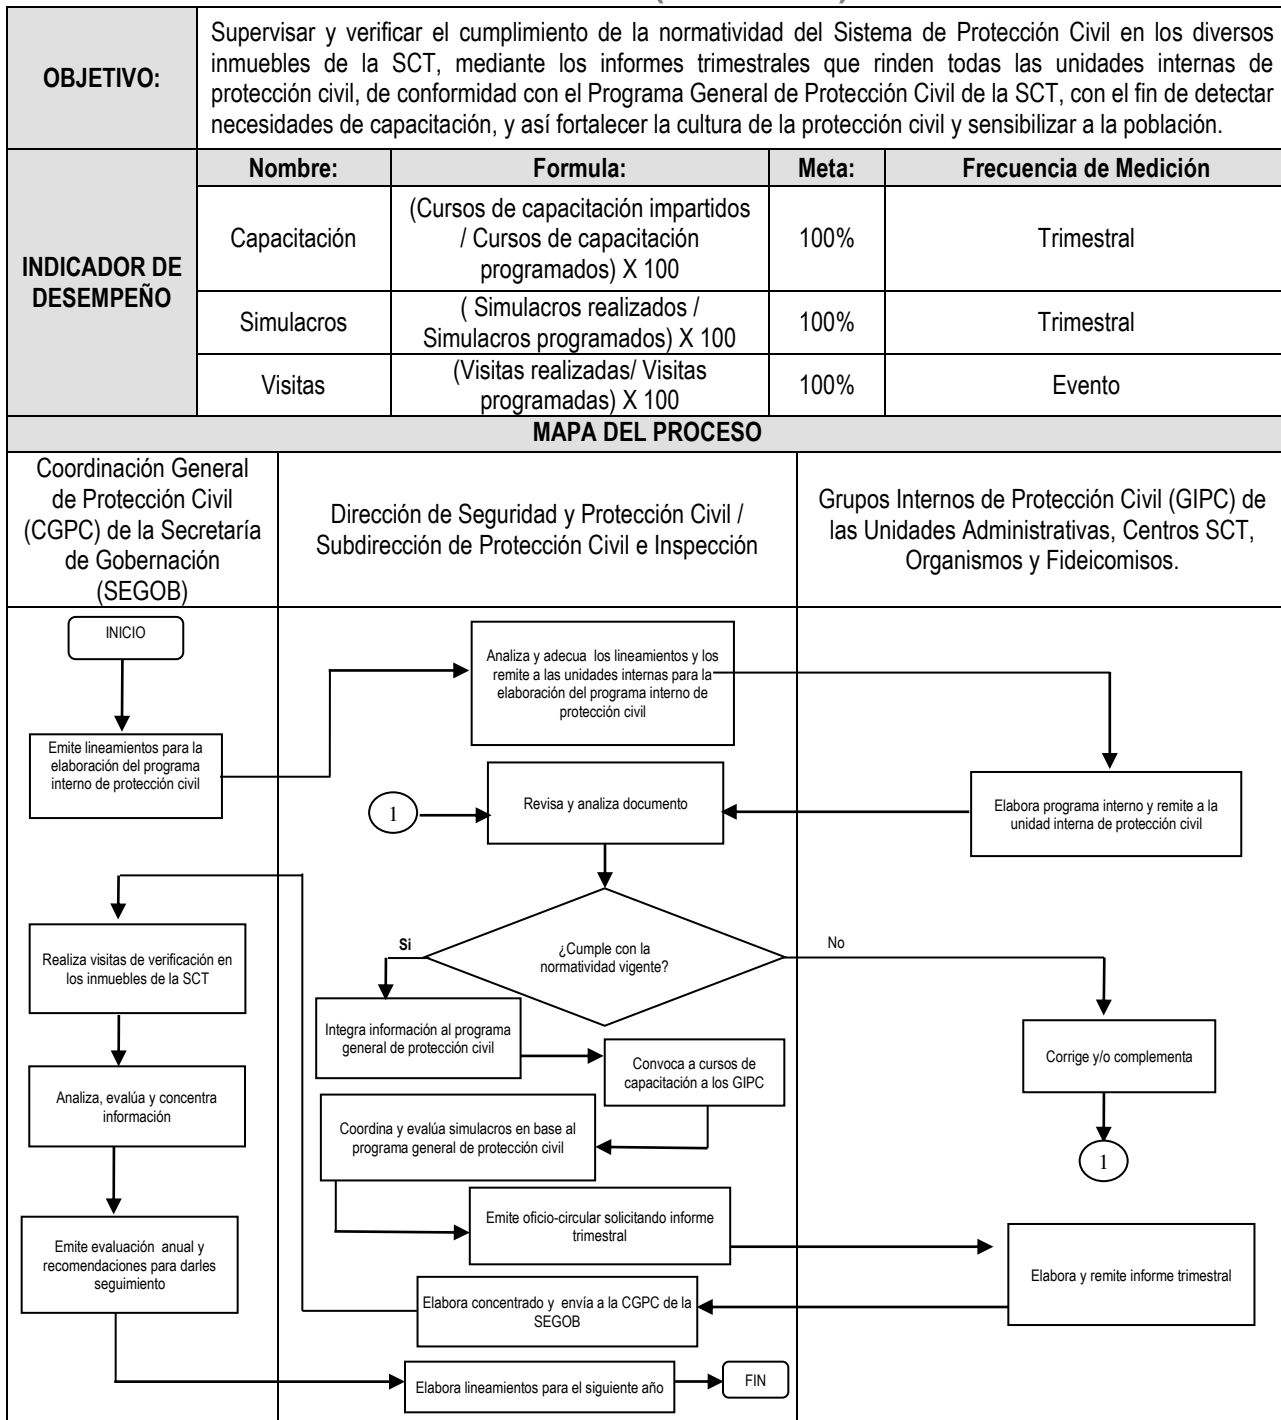 OBJETIVO:
Supervisar y verificar el cumplimiento de la normatividad del Sistema de Protección Civil en los diversos
inmuebles de la SCT, mediante los informes trimestrales que rinden todas las unidades internas de
protección civil, de conformidad con el Programa General de Protección Civil de la SCT, con el fin de detectar
necesidades de capacitación, y así fortalecer la cultura de la protección civil y sensibilizar a la población.
INDICADOR DE
DESEMPEÑO
Nombre:
Formula:
Meta:
Frecuencia de Medición
Capacitación
(Cursos de capacitación impartidos
/ Cursos de capacitación
programados) X 100
100%
Trimestral
Simulacros
( Simulacros realizados /
Simulacros programados) X 100
100%
Trimestral
Visitas
(Visitas realizadas/ Visitas
programadas) X 100
100%
Evento
MAPA DEL PROCESO
Coordinación General
de Protección Civil
(CGPC) de la Secretaría
de Gobernación
(SEGOB)
Dirección de Seguridad y Protección Civil /
Subdirección de Protección Civil e Inspección
Grupos Internos de Protección Civil (GIPC) de
las Unidades Administrativas, Centros SCT,
Organismos y Fideicomisos.
INICIO
Emite lineamientos para la
elaboración del programa
interno de protección civil
Analiza y adecua los lineamientos y los
remite a las unidades internas para la
elaboración del programa interno de
protección civil
Elabora programa interno y remite a la
unidad interna de protección civil
1
Revisa y analiza documento
¿Cumple con la
normatividad vigente?
Si
No
Integra información al programa
general de protección civil
Convoca a cursos de
capacitación a los GIPC
Coordina y evalúa simulacros en base al
programa general de protección civil
Emite oficio-circular solicitando informe
trimestral
Corrige y/o complementa
1
Elabora y remite informe trimestral
Elabora concentrado y envía a la CGPC de la
SEGOB
Realiza visitas de verificación en
los inmuebles de la SCT
Analiza, evalúa y concentra
información
Emite evaluación anual y
recomendaciones para darles
seguimiento
Elabora lineamientos para el siguiente año
FIN